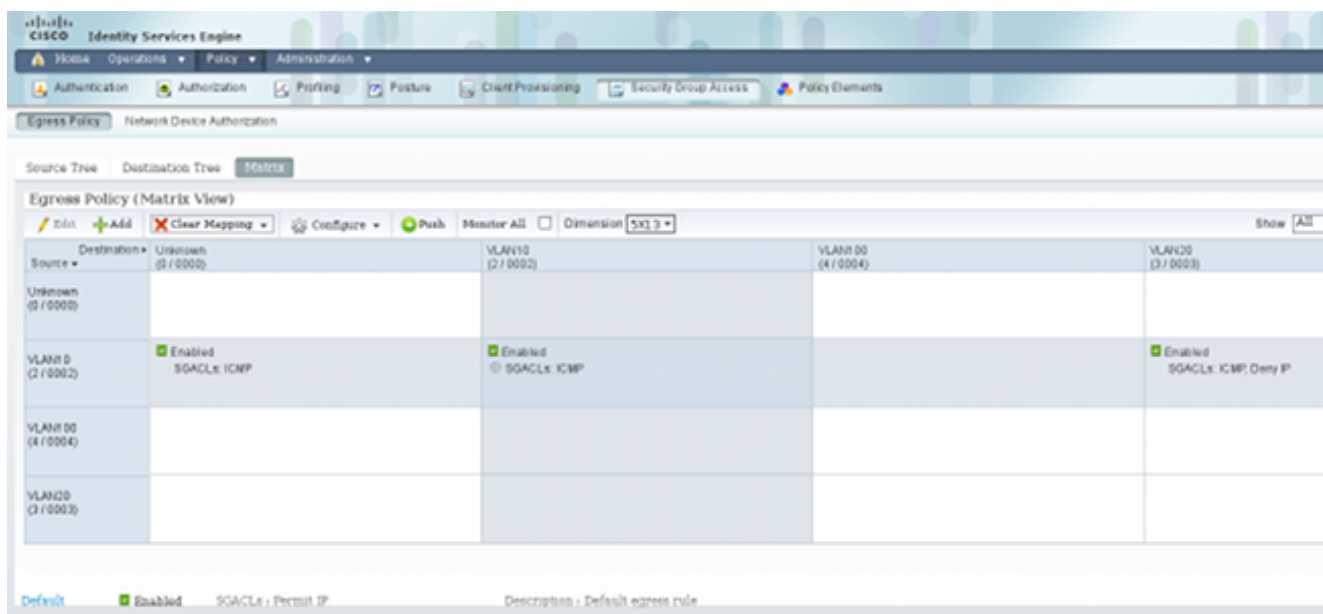 CISCO Identity Services Engine
Home Operations Policy Administration
Authentication Authorization Profiling Posture Client Provisioning Security Group Access Policy Elements
Egress Policy Network Device Authorization
Source Tree Destination Tree Matrix
Egress Policy (Matrix View)
Edit Add Clear Mapping Configure Push Monitor All Dimension 5X13 Show All
Destination Unknown VLAN10 VLAN100 VLAN20
Source (0 / 0000) (2 / 0002) (4 / 0004) (3 / 0003)
Unknown
(0 / 0000)
VLAN10 Enabled Enabled Enabled
(2 / 0002) SGACLs: ICMP SGACLs: ICMP SGACLs: ICMP, Deny IP
VLAN100
(4 / 0004)
VLAN20
(3 / 0003)
Default Enabled SGACLs : Permit IP Description : Default egress rule